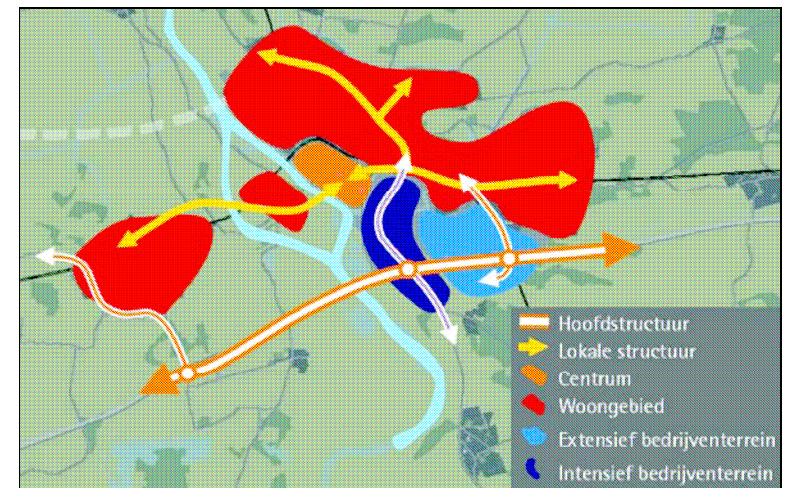 Hoofdstructuur
Lokale structuur
Centrum
Woongebied
Extensief bedrijventerrein
Intensief bedrijventerrein